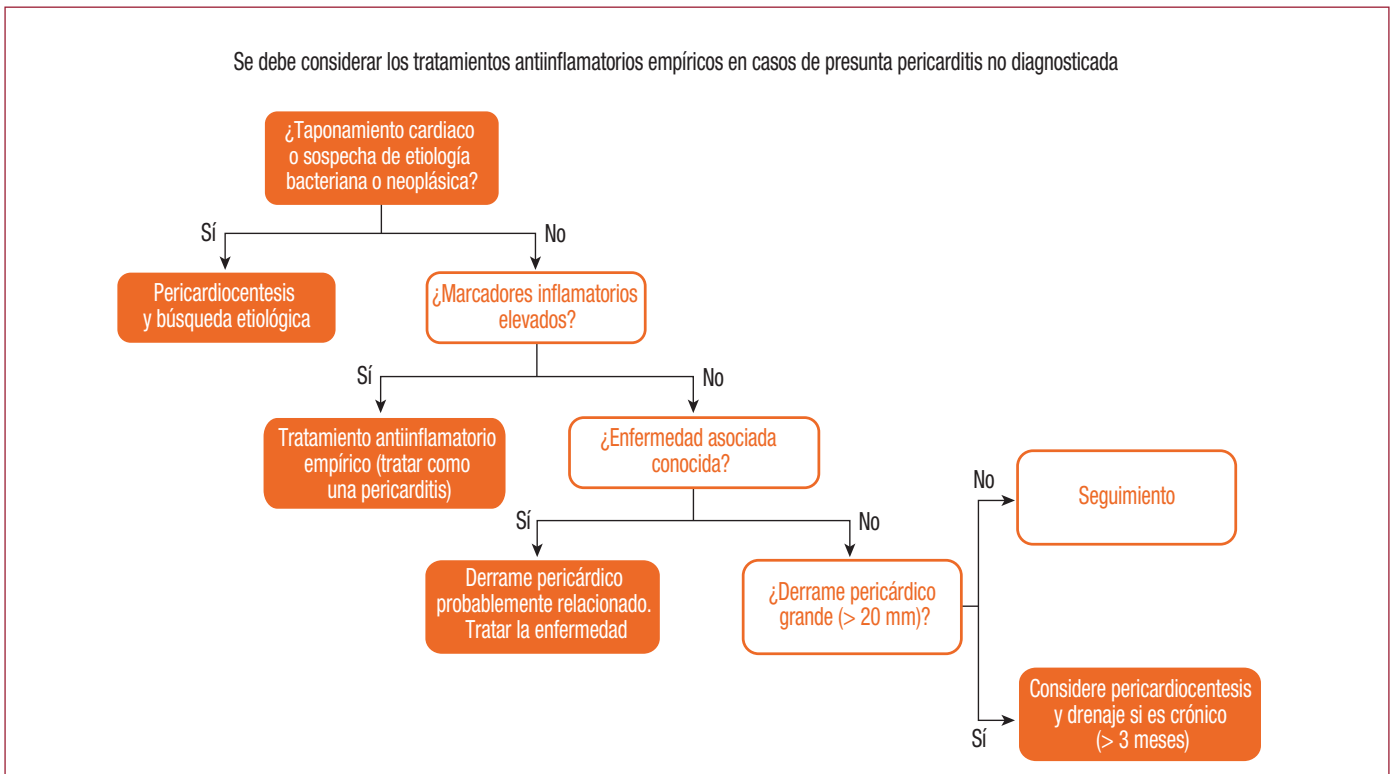 Se debe considerar los tratamientos antiinflamatorios empíricos en casos de presunta pericarditis no diagnosticada
¿Taponamiento cardiaco
o sospecha de etiología
bacteriana o neoplásica?
Sí
No
Pericardiocentesis
y búsqueda etiológica
¿Marcadores inflamatorios
elevados?
Sí
No
Tratamiento antiinflamatorio
empírico (tratar como
una pericarditis)
¿Enfermedad asociada
conocida?
Sí
No
Derrame pericárdico
probablemente relacionado.
Tratar la enfermedad
¿Derrame pericárdico
grande (> 20 mm)?
No
Seguimiento
Sí
Considere pericardiocentesis
y drenaje si es crónico
(> 3 meses)